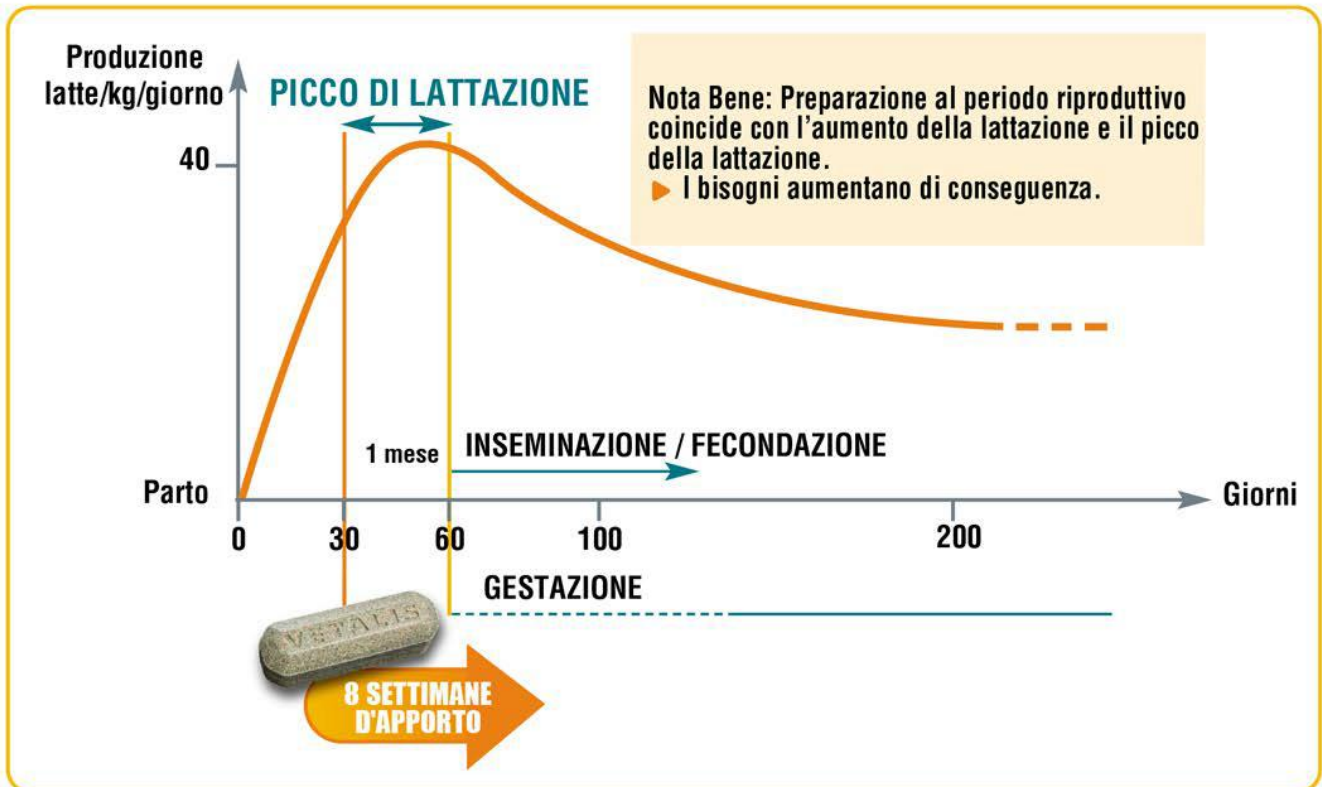 Produzione
latte/kg/giorno
PICCO DI LATTAZIONE
Nota Bene: Preparazione al periodo riproduttivo
coincide con l'aumento della lattazione e il picco
della lattazione.
I bisogni aumentano di conseguenza.
40
1 mese
INSEMINAZIONE / FECONDAZIONE
Parto
Giorni
0 30 60 100 200
GESTAZIONE
VETALIS
8 SETTIMANE
D'APPORTO